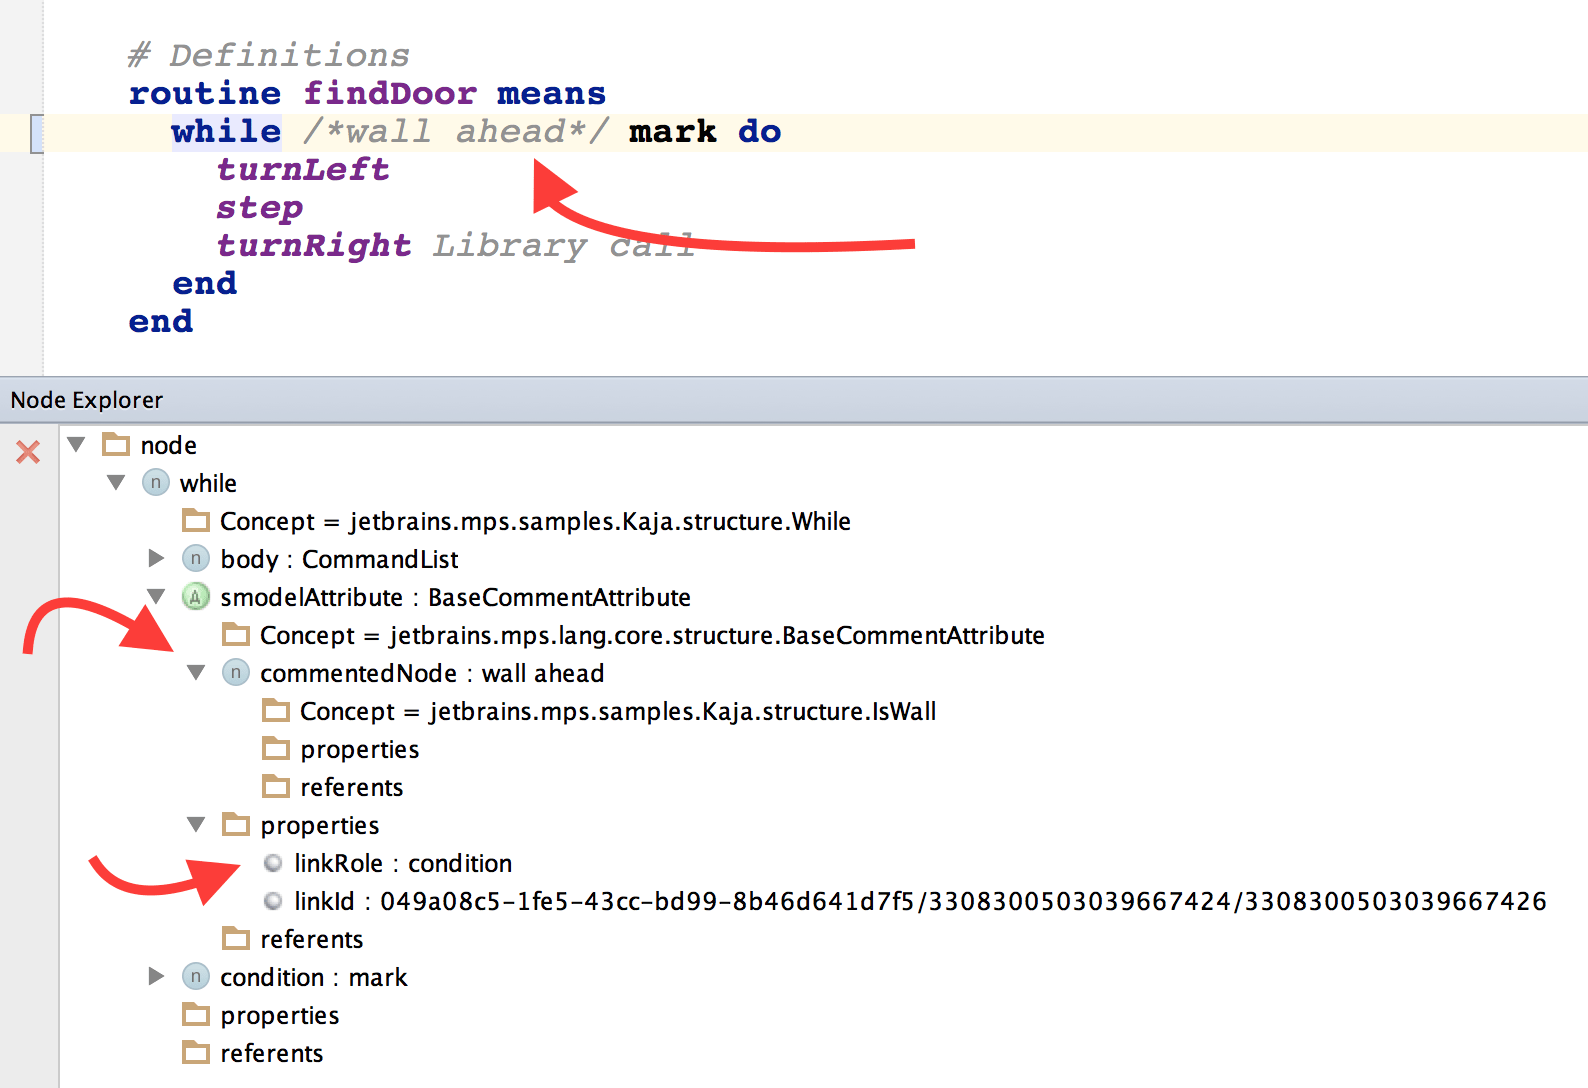 # Definitions
routine findDoor means
while /*wall ahead*/ mark do
turnLeft
step
turnRight Library call
end
end
Node Explorer
node
n while
Concept = jetbrains.mps.samples.Kaja.structure.While
n body : CommandList
A smodelAttribute : BaseCommentAttribute
Concept = jetbrains.mps.lang.core.structure.BaseCommentAttribute
n commentedNode : wall ahead
Concept = jetbrains.mps.samples.Kaja.structure.IsWall
properties
referents
properties
linkRole : condition
linkId : 049a08c5-1fe5-43cc-bd99-8b46d641d7f5/3308300503039667424/3308300503039667426
referents
n condition : mark
properties
referents